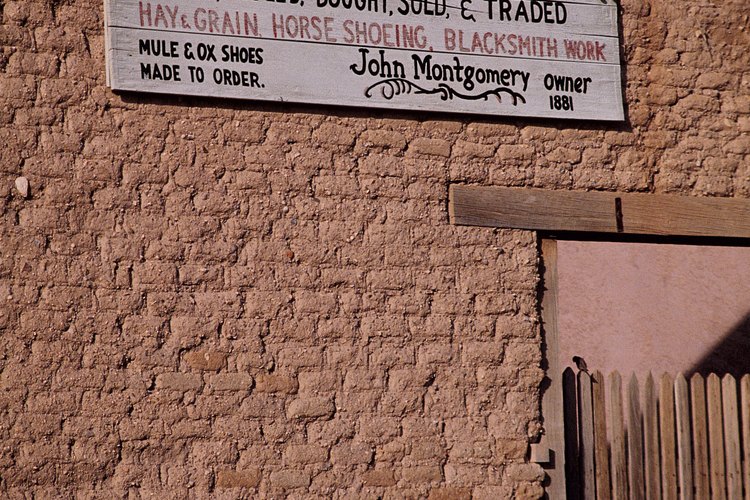 BOUGHT, SOLD, & TRADED
HAY & GRAIN. HORSE SHOEING, BLACKSMITH WORK
MULE & OX SHOES
MADE TO ORDER.
John Montgomery OWNER
1881